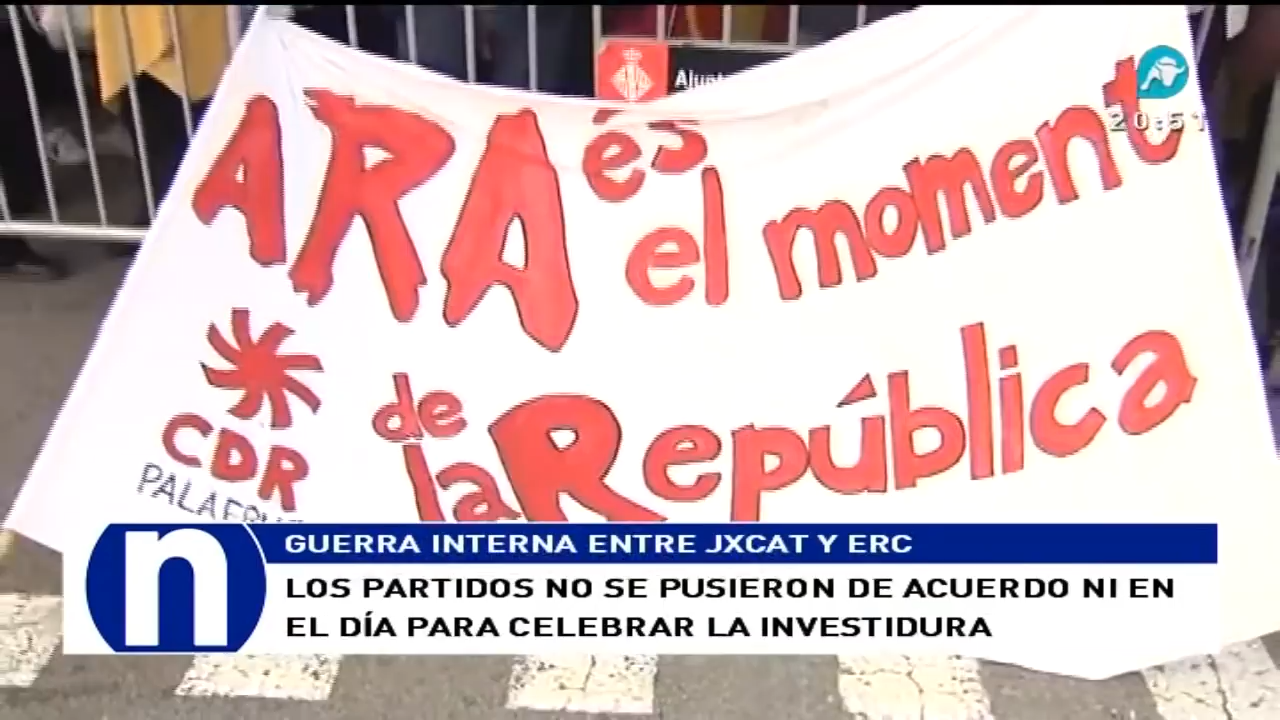 20:51
ARA és
el moment
de
la República
CDR
GUERRA INTERNA ENTRE JXCAT Y ERC
LOS PARTIDOS NO SE PUSIERON DE ACUERDO NI EN
EL DÍA PARA CELEBRAR LA INVESTIDURA
n